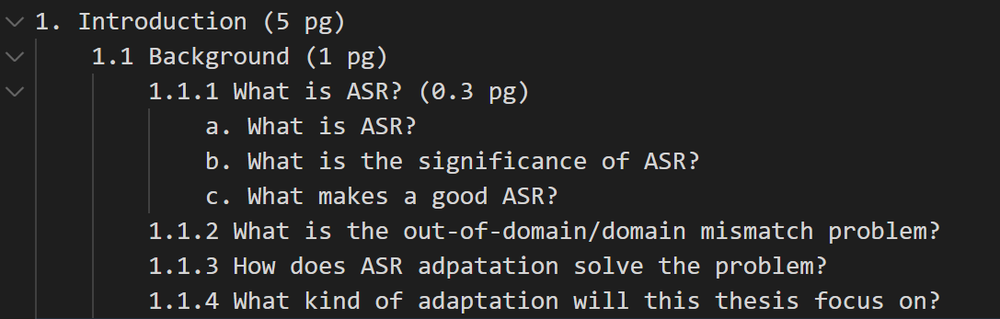 1. Introduction (5 pg)
1.1 Background (1 pg)
1.1.1 What is ASR? (0.3 pg)
a. What is ASR?
b. What is the significance of ASR?
c. What makes a good ASR?
1.1.2 What is the out-of-domain/domain mismatch problem?
1.1.3 How does ASR adpatation solve the problem?
1.1.4 What kind of adaptation will this thesis focus on?